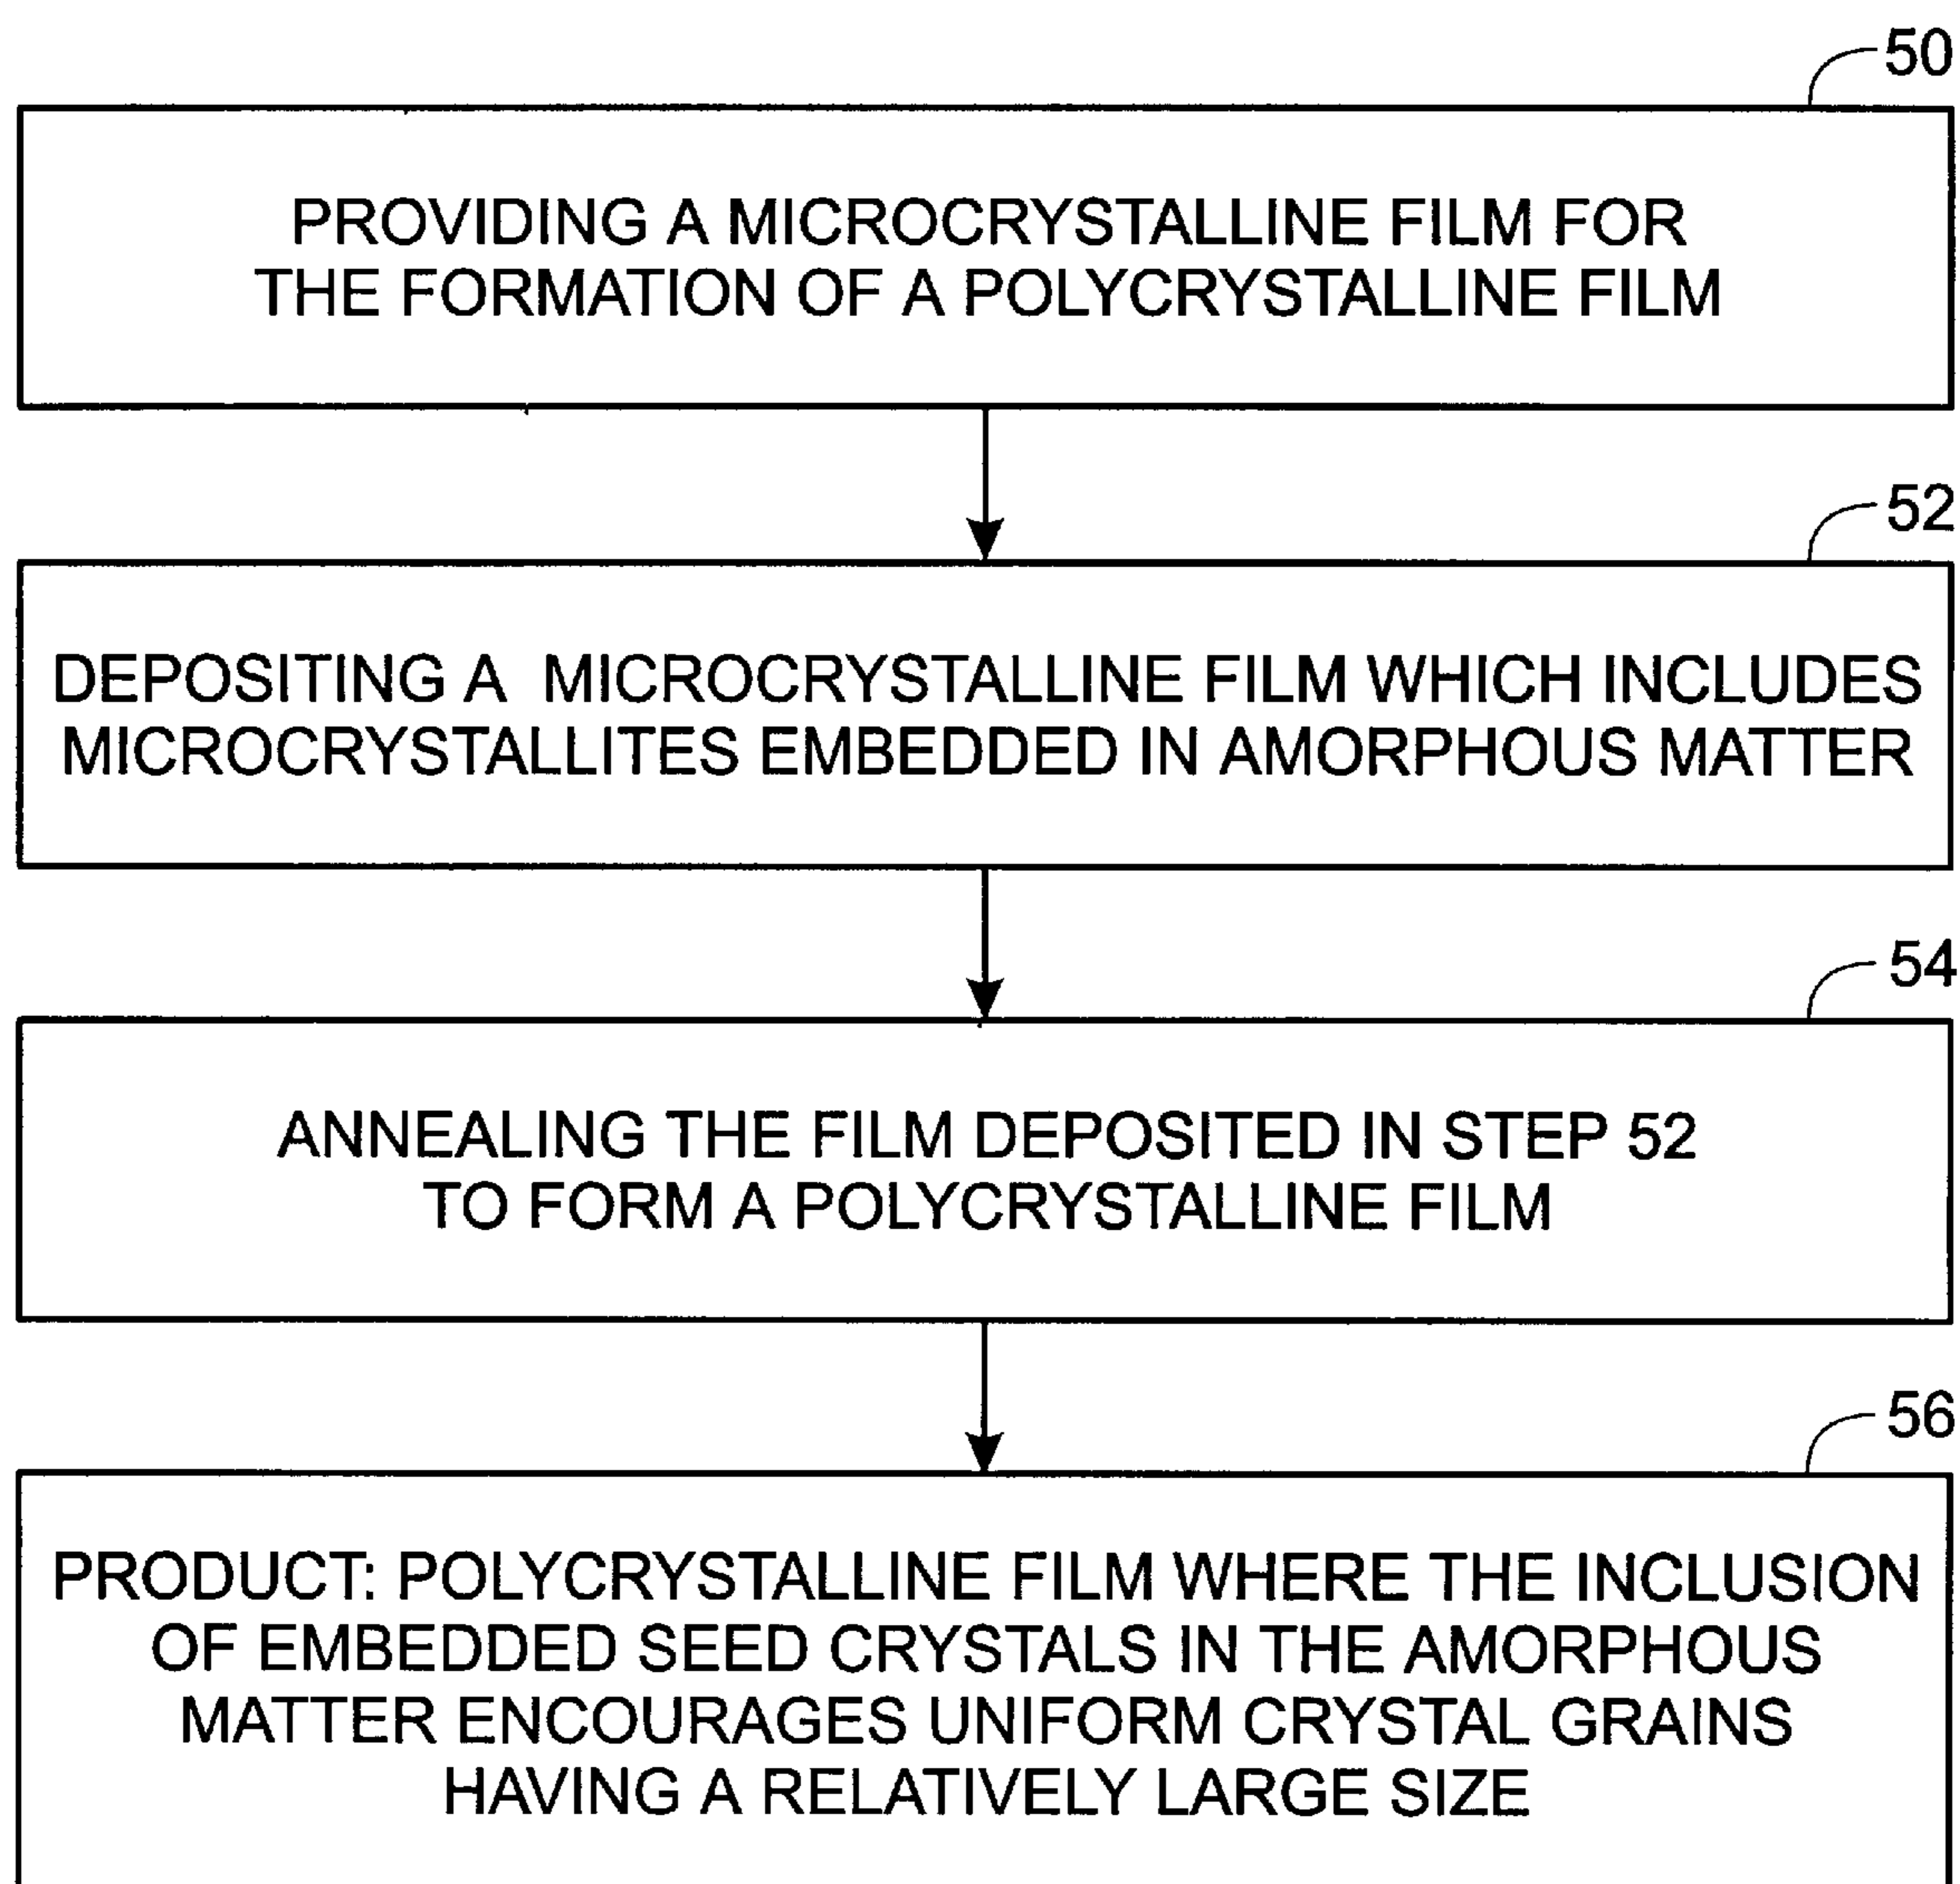 50
PROVIDING A MICROCRYSTALLINE FILM FOR
THE FORMATION OF A POLYCRYSTALLINE FILM
52
DEPOSITING A MICROCRYSTALLINE FILM WHICH INCLUDES
MICROCRYSTALLITES EMBEDDED IN AMORPHOUS MATTER
54
ANNEALING THE FILM DEPOSITED IN STEP 52
TO FORM A POLYCRYSTALLINE FILM
56
PRODUCT: POLYCRYSTALLINE FILM WHERE THE INCLUSION
OF EMBEDDED SEED CRYSTALS IN THE AMORPHOUS
MATTER ENCOURAGES UNIFORM CRYSTAL GRAINS
HAVING A RELATIVELY LARGE SIZE